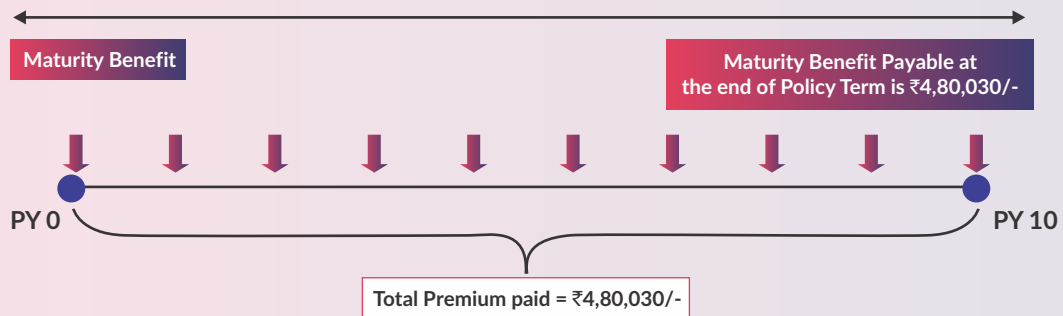 Maturity Benefit
Maturity Benefit Payable at
the end of Policy Term is ₹4,80,030/-
PY 0
PY 10
Total Premium paid = ₹4,80,030/-